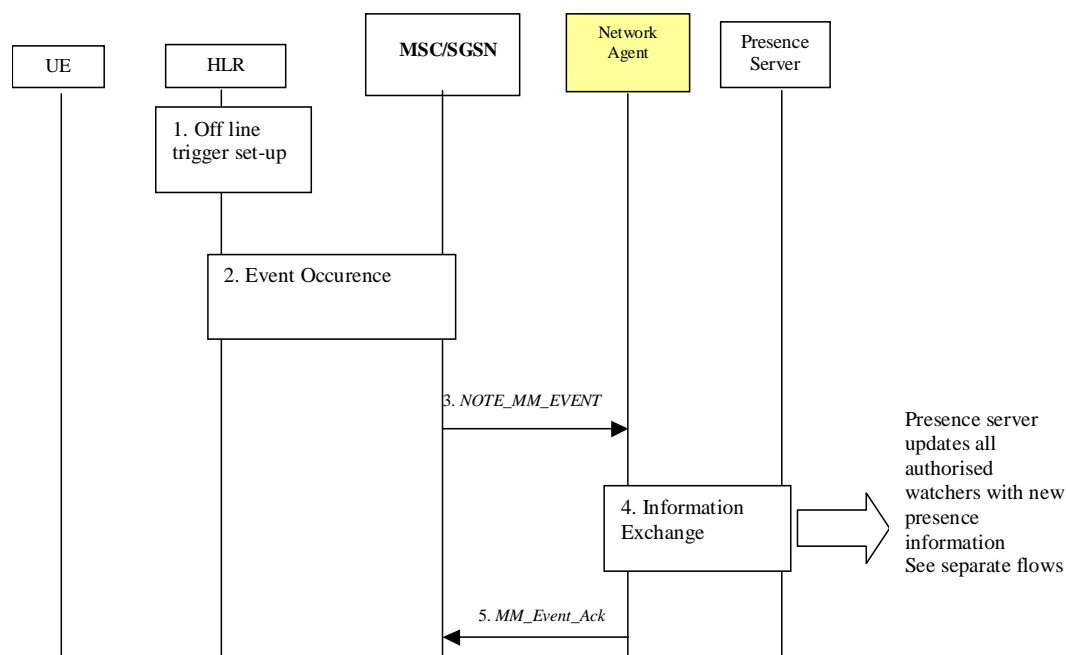 UE
HLR
MSC/SGSN
Network
Agent
Presence
Server
1. Off line
trigger set-up
2. Event Occurence
3. NOTE_MM_EVENT
4. Information
Exchange
Presence server
updates all
authorised
watchers with new
presence
information
See separate flows
5. MM_Event_Ack